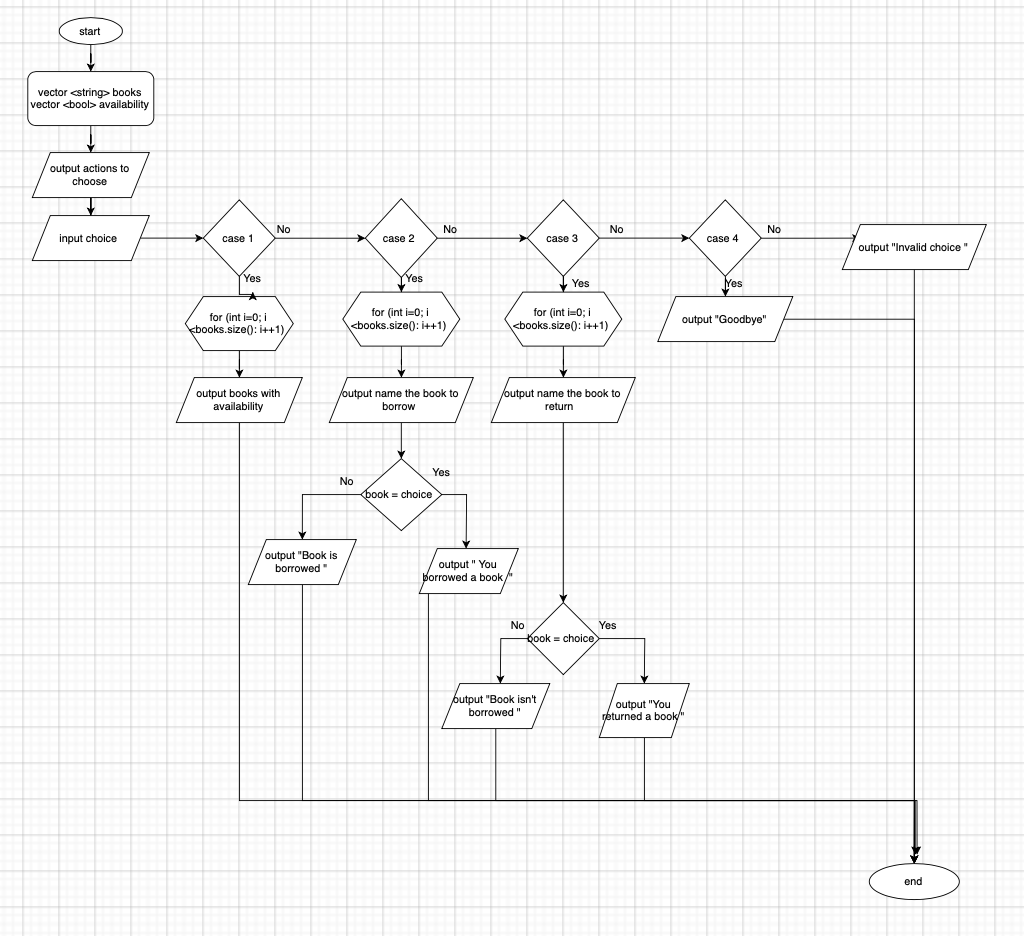 start
vector <string> books
vector <bool> availability
output actions to
choose
input choice
case 1
No
case 2
No
case 3
No
case 4
No
output "Invalid choice "
Yes
Yes
Yes
Yes
for (int i=0; i
<books.size(): i++1)
for (int i=0; i
<books.size(): i++1)
for (int i=0; i
<books.size(): i++1)
output "Goodbye"
output books with
availability
output name the book to
borrow
output name the book to
return
No
book = choice
Yes
output "Book is
borrowed "
output " You
borrowed a book "
No
book = choice
Yes
output "Book isn't
borrowed "
output "You
returned a book "
end